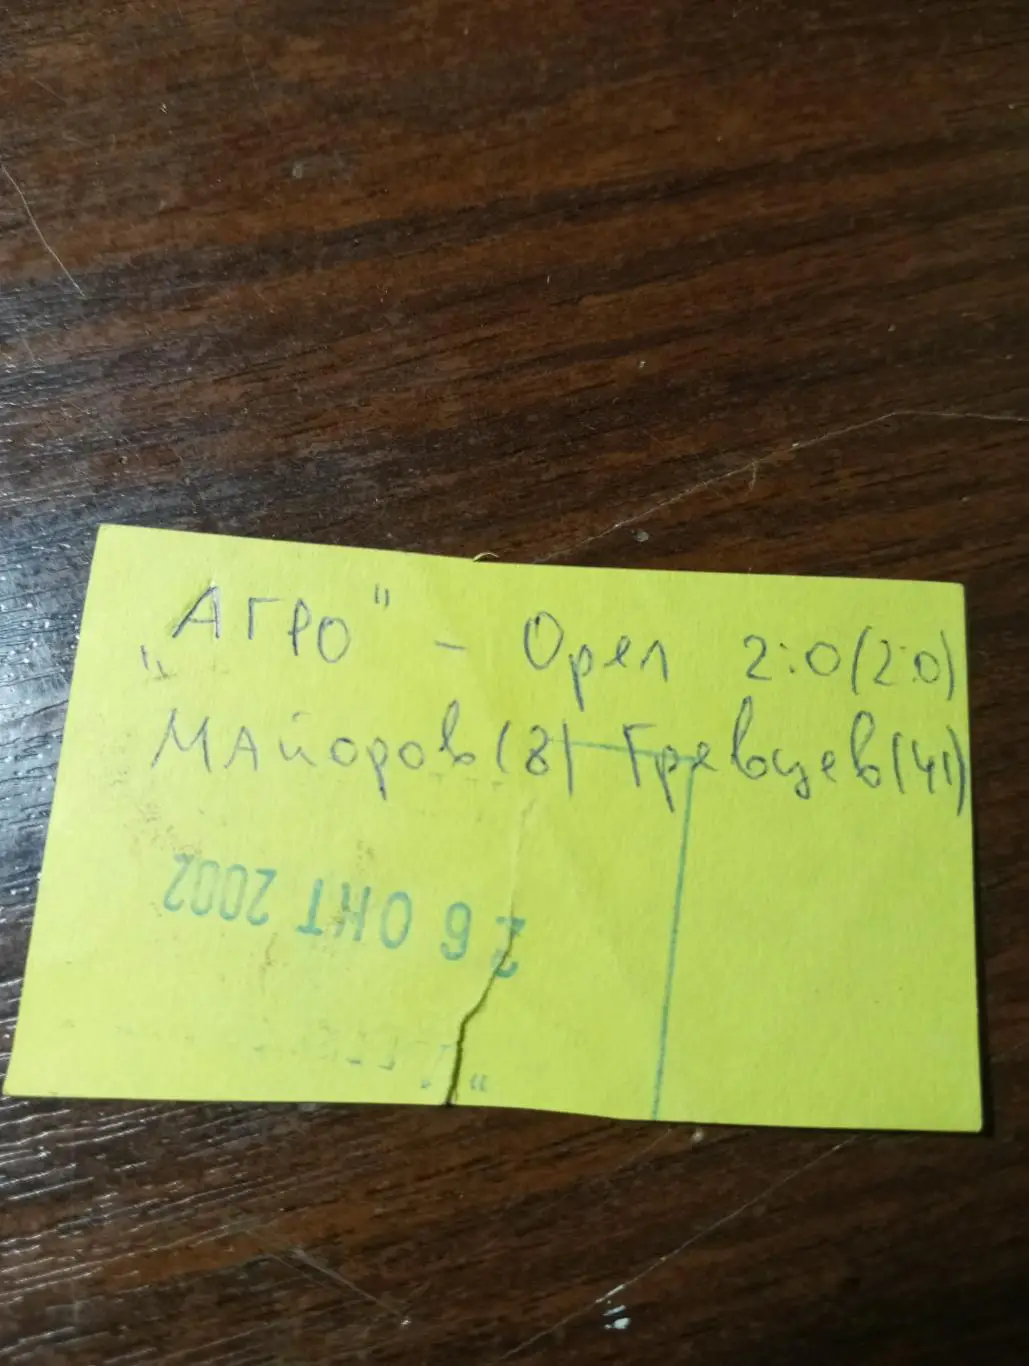 "АГРО" - Орел 2:0(2:0)
Майоров(8) Гревцев(41)
26 ОКТ 2002